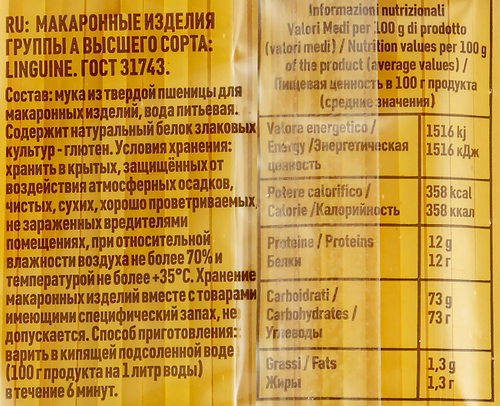 RU: МАКАРОННЫЕ ИЗДЕЛИЯ
ГРУППЫ А ВЫСШЕГО СОРТА:
LINGUINE. ГОСТ 31743.
Состав: мука из твердой пшеницы для
макаронных изделий, вода питьевая.
Содержит натуральный белок злаковых
культур - глютен. Условия хранения:
хранить в крытых, защищённых от
воздействия атмосферных осадков,
чистых, сухих, хорошо проветриваемых,
не зараженных вредителями
помещениях, при относительной
влажности воздуха не более 70% и
температурой не более +35°С. Хранение
макаронных изделий вместе с товарами
имеющими специфический запах, не
допускается. Способ приготовления:
варить в кипящей подсоленной воде
(100 г продукта на 1 литр воды)
в течение 6 минут.
Informazioni nutrizionali
Valori Medi per 100 g di prodotto
(valori medi) / Nutrition values per 100 g
of the product (average values) /
Пищевая ценность в 100 г продукта
(средние значения)
Valore energetico /
Energy /Энергетическая
ценность
1516 kj
1516 кДж
Potere calorifico /
Calorie /Калорийность
358 kcal
358 ккал
Proteine / Proteins
Белки
12 g
12 г
Carboidrati /
Carbohydrates /
Углеводы
73 g
73 г
Grassi / Fats
Жиры
1,3 g
1,3 г